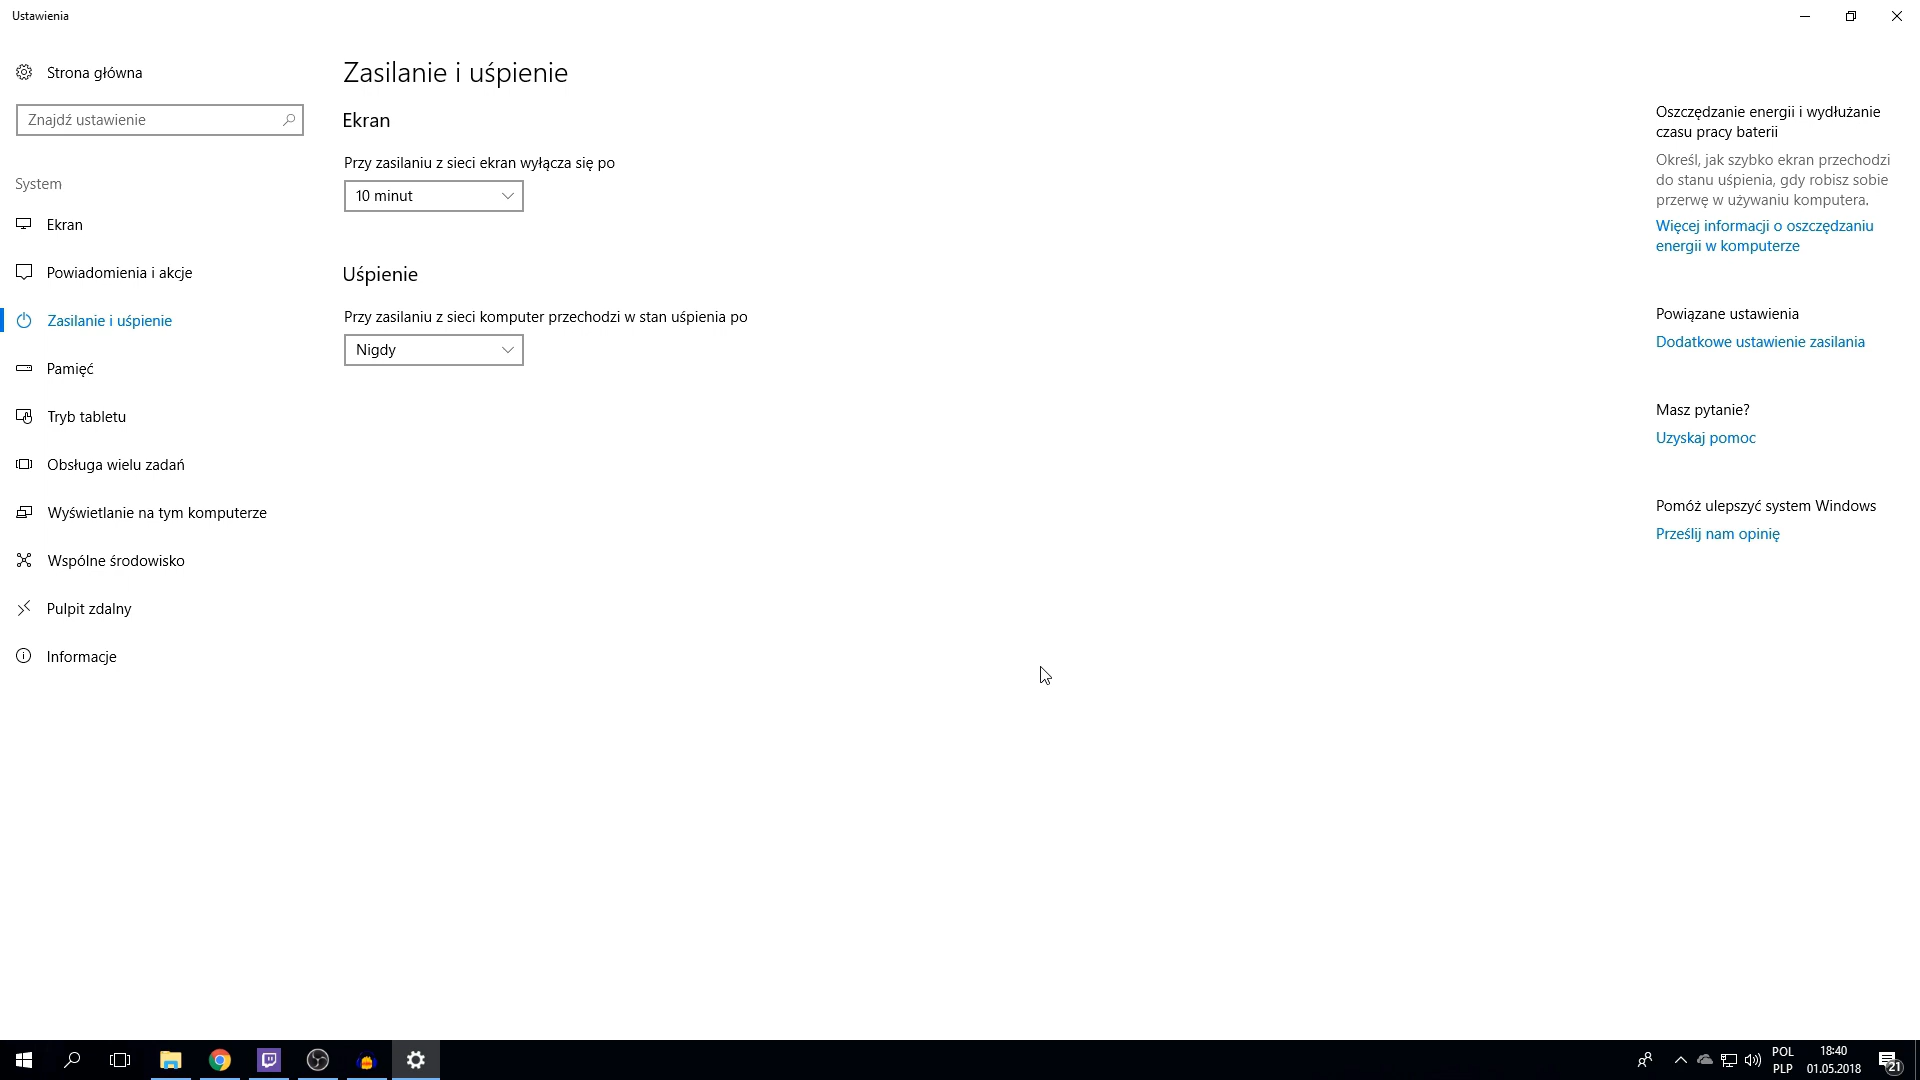 Ustawienia
Strona główna
Znajdź ustawienie
System
Ekran
Powiadomienia i akcje
Zasilanie i uśpienie
Pamięć
Tryb tabletu
Obsługa wielu zadań
Wyświetlanie na tym komputerze
Wspólne środowisko
Pulpit zdalny
Informacje
Zasilanie i uśpienie
Ekran
Przy zasilaniu z sieci ekran wyłącza się po
10 minut
Uśpienie
Przy zasilaniu z sieci komputer przechodzi w stan uśpienia po
Nigdy
Oszczędzanie energii i wydłużanie
czasu pracy baterii
Określ, jak szybko ekran przechodzi
do stanu uśpienia, gdy robisz sobie
przerwę w używaniu komputera.
Więcej informacji o oszczędzaniu
energii w komputerze
Powiązane ustawienia
Dodatkowe ustawienie zasilania
Masz pytanie?
Uzyskaj pomoc
Pomóż ulepszyć system Windows
Prześlij nam opinię
POL
PLP
18:40
01.05.2018
21